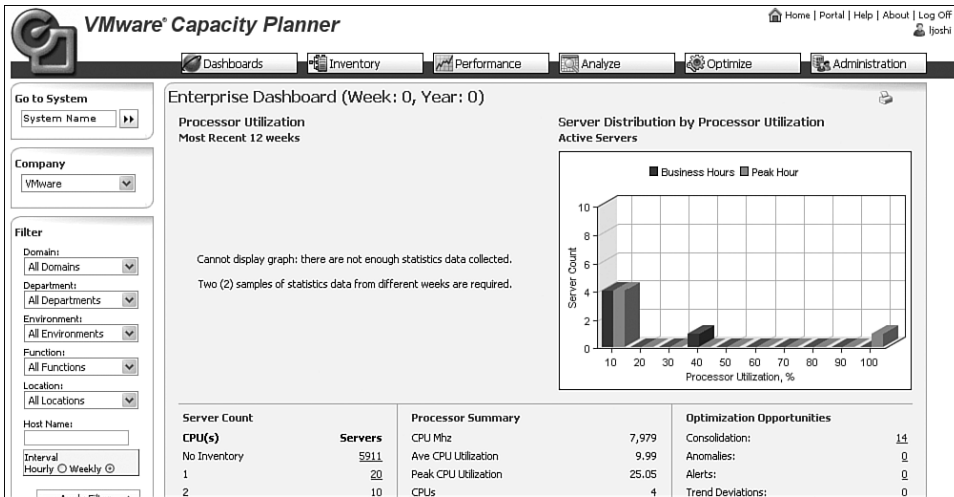 VMware® Capacity Planner
Home | Portal | Help | About | Log Off
ljoshi
Dashboards
Inventory
Performance
Analyze
Optimize
Administration
Go to System
System Name
Company
VMware
Filter
Domain:
All Domains
Department:
All Departments
Environment:
All Environments
Function:
All Functions
Location:
All Locations
Host Name:
Interval
Hourly Weekly
Enterprise Dashboard (Week: 0, Year: 0)
Processor Utilization
Most Recent 12 weeks
Cannot display graph: there are not enough statistics data collected.
Two (2) samples of statistics data from different weeks are required.
Server Distribution by Processor Utilization
Active Servers
Business Hours Peak Hour
Server Count
10
8
6
4
2
0
10 20 30 40 50 60 70 80 90 100
Processor Utilization, %
Server Count
CPU(s) Servers
No Inventory 5911
1 20
2 10
Processor Summary
CPU Mhz 7,979
Ave CPU Utilization 9.99
Peak CPU Utilization 25.05
CPUs 4
Optimization Opportunities
Consolidation: 14
Anomalies: 0
Alerts: 0
Trend Deviations: 0